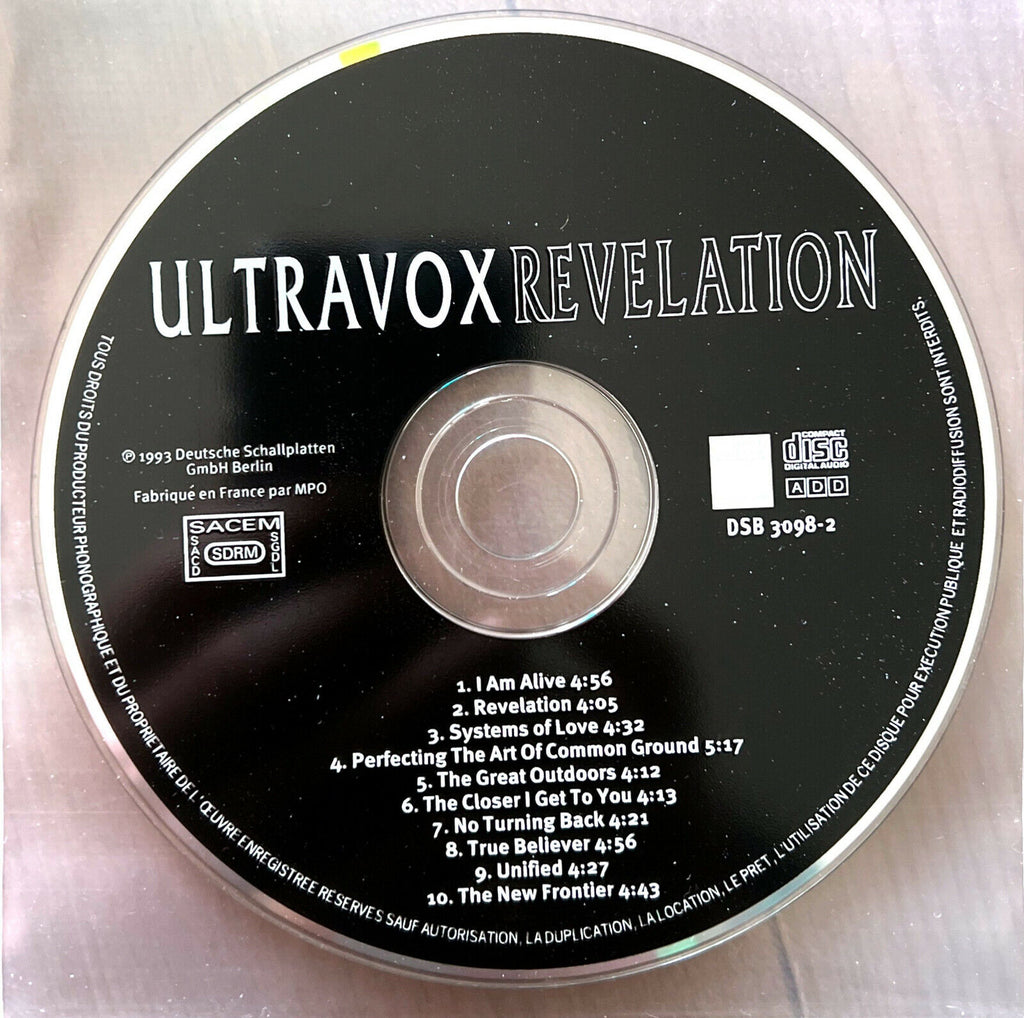 ULTRAVOX REVELATION
℗ 1993 Deutsche Schallplatten
GmbH Berlin
Fabriqué en France par MPO
SACEM
SACD
SDRM
SGDL
COMPACT
disc
DIGITAL AUDIO
ADD
DSB 3098-2
1. I Am Alive 4:56
2. Revelation 4:05
3. Systems of Love 4:32
4. Perfecting The Art Of Common Ground 5:17
5. The Great Outdoors 4:12
6. The Closer I Get To You 4:13
7. No Turning Back 4:21
8. True Believer 4:56
9. Unified 4:27
10. The New Frontier 4:43
TOUS DROITS DU PRODUCTEUR PHONOGRAPHIQUE ET DU PROPRIETAIRE DE L'ŒUVRE ENREGISTREE RESERVES SAUF AUTORISATION, LA DUPLICATION, LA LOCATION, LE PRET, L'UTILISATION DE CE DISQUE POUR EXECUTION PUBLIQUE ET RADIODIFFUSION SONT INTERDITS.